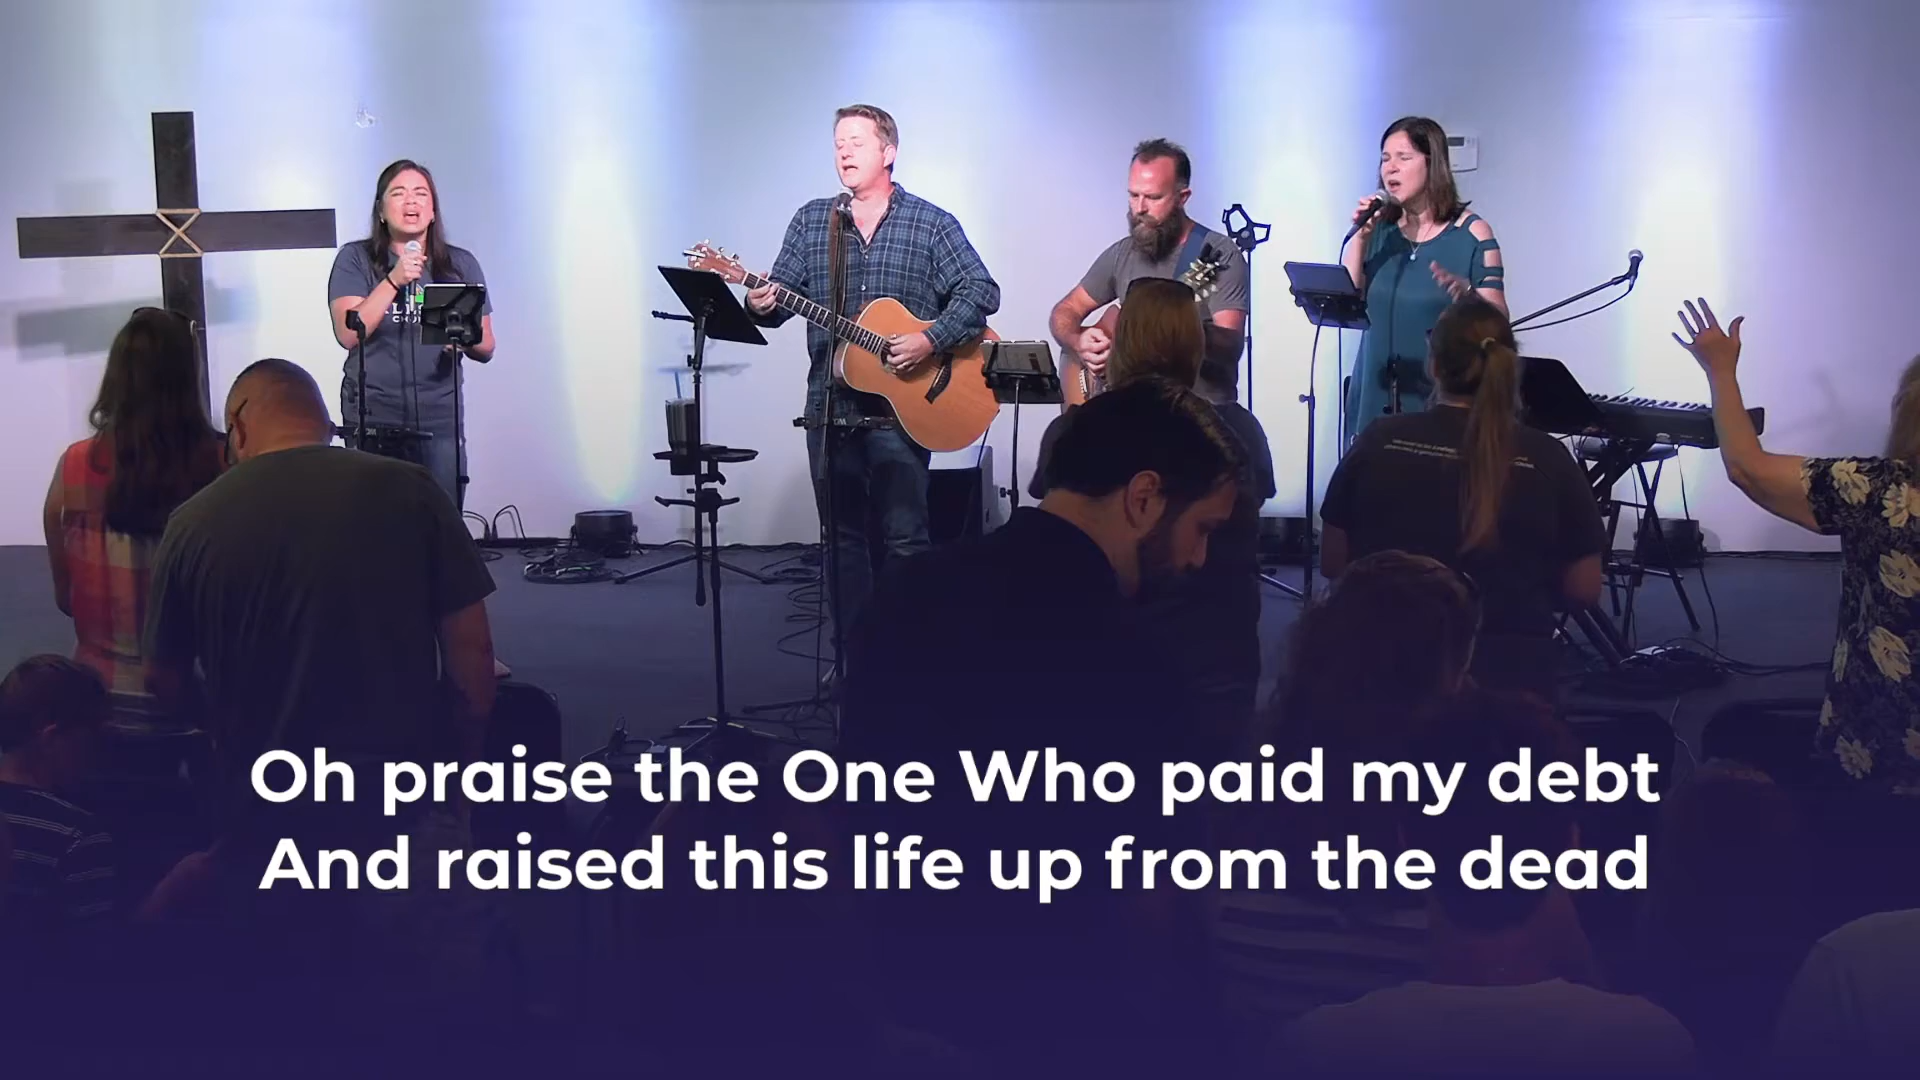 Oh praise the One Who paid my debt
And raised this life up from the dead